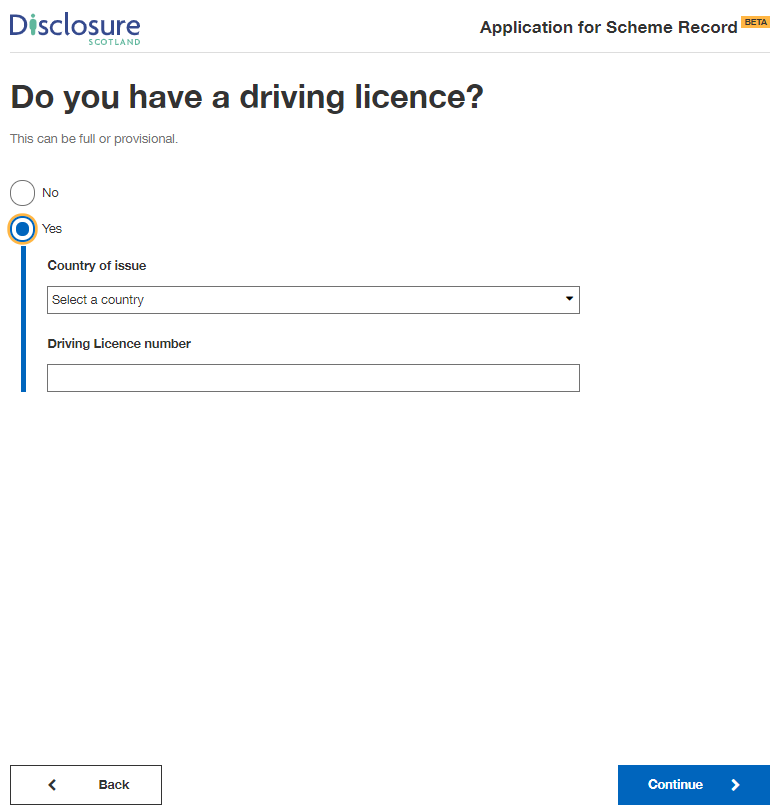 Disclosure
SCOTLAND
Application for Scheme Record BETA
Do you have a driving licence?
This can be full or provisional.
No
Yes
Country of issue
Select a country
Driving Licence number
Back
Continue